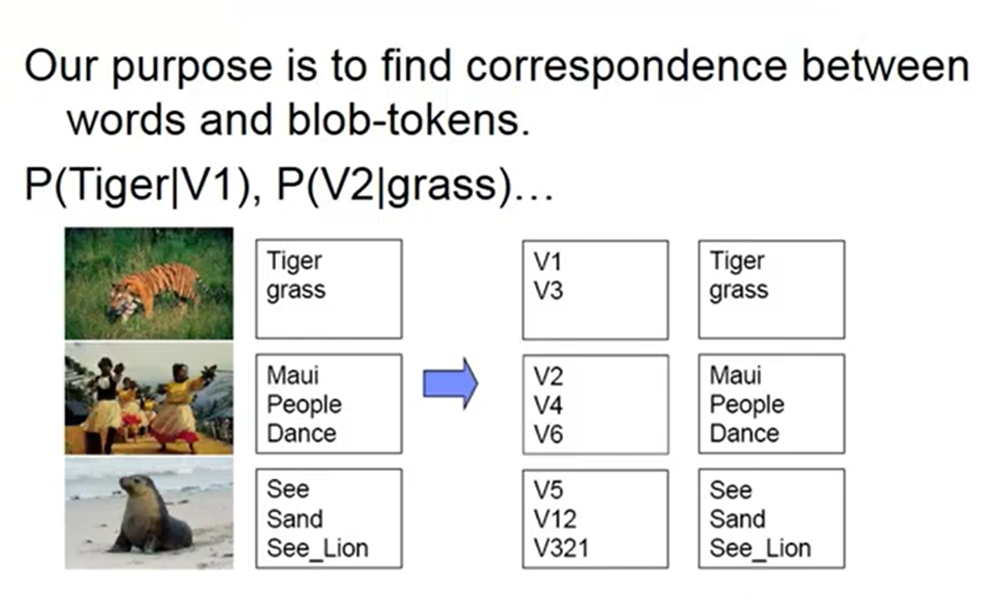 Our purpose is to find correspondence between
words and blob-tokens.
P(Tiger|V1), P(V2|grass)…
Tiger
grass
V1
V3
Tiger
grass
Maui
People
Dance
V2
V4
V6
Maui
People
Dance
See
Sand
See_Lion
V5
V12
V321
See
Sand
See_Lion